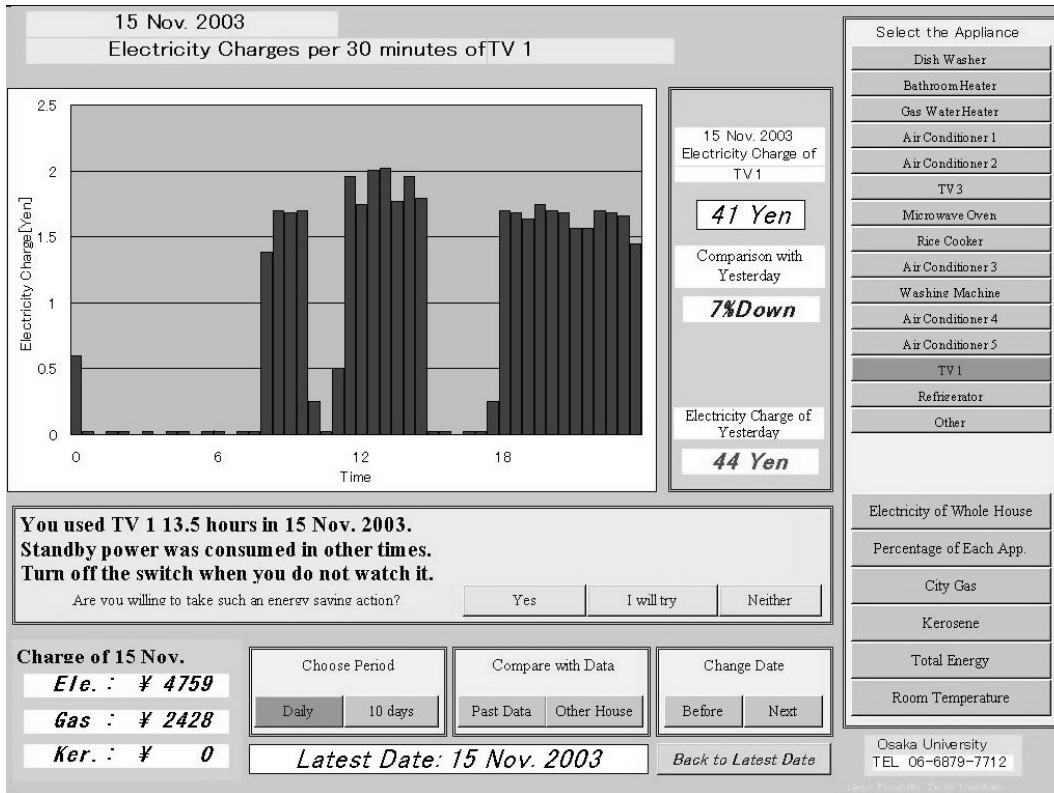 15 Nov. 2003
Electricity Charges per 30 minutes of TV 1
2.5
2
1.5
1
0.5
0
Electricity Charge[Yen]
0 6 12 18
Time
15 Nov. 2003
Electricity Charge of
TV1
41 Yen
Comparison with
Yesterday
7%Down
Electricity Charge of
Yesterday
44 Yen
You used TV 1 13.5 hours in 15 Nov. 2003.
Standby power was consumed in other times.
Turn off the switch when you do not watch it.
Are you willing to take such an energy saving action?
Yes
I will try
Neither
Charge of 15 Nov.
Ele. : ¥ 4759
Gas : ¥ 2428
Ker. : ¥ 0
Choose Period
Daily
10 days
Compare with Data
Past Data
Other House
Change Date
Before
Next
Latest Date: 15 Nov. 2003
Back to Latest Date
Select the Appliance
Dish Washer
Bathroom Heater
Gas Water Heater
Air Conditioner 1
Air Conditioner 2
TV 3
Microwave Oven
Rice Cooker
Air Conditioner 3
Washing Machine
Air Conditioner 4
Air Conditioner 5
TV 1
Refrigerator
Other
Electricity of Whole House
Percentage of Each App.
City Gas
Kerosene
Total Energy
Room Temperature
Osaka University
TEL 06-6879-7712